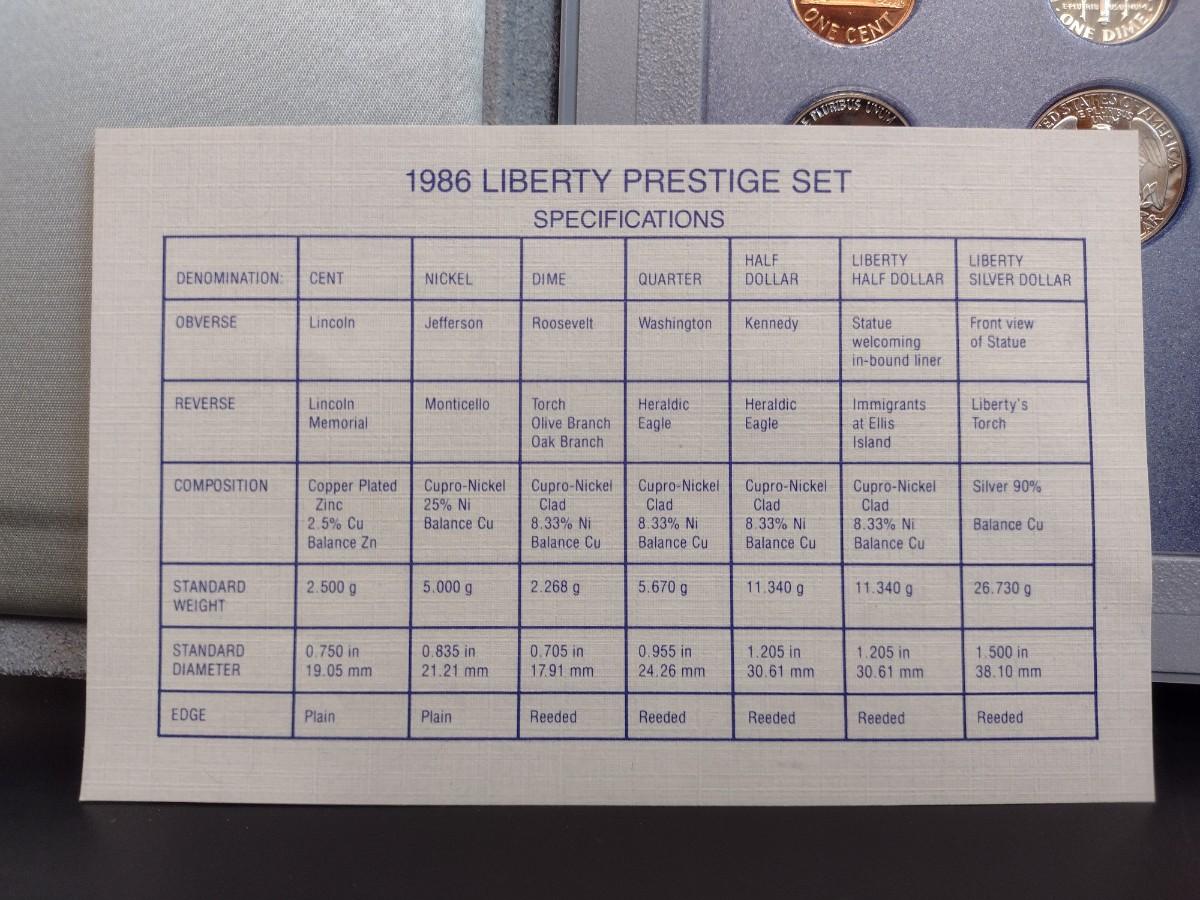 ONE CENT
E PLURIBUS UNUM
ONE DIME
E PLURIBUS UNUM
STATES OF AMERICA
E PLURIBUS
UNUM
1986 LIBERTY PRESTIGE SET
SPECIFICATIONS
DENOMINATION: CENT NICKEL DIME QUARTER HALF DOLLAR LIBERTY HALF DOLLAR LIBERTY SILVER DOLLAR
OBVERSE Lincoln Jefferson Roosevelt Washington Kennedy Statue welcoming in-bound liner Front view of Statue
REVERSE Lincoln Memorial Monticello Torch Olive Branch Oak Branch Heraldic Eagle Heraldic Eagle Immigrants at Ellis Island Liberty's Torch
COMPOSITION Copper Plated Zinc 2.5% Cu Balance Zn Cupro-Nickel 25% Ni Balance Cu Cupro-Nickel Clad 8.33% Ni Balance Cu Cupro-Nickel Clad 8.33% Ni Balance Cu Cupro-Nickel Clad 8.33% Ni Balance Cu Cupro-Nickel Clad 8.33% Ni Balance Cu Silver 90% Balance Cu
STANDARD WEIGHT 2.500 g 5.000 g 2.268 g 5.670 g 11.340 g 11.340 g 26.730 g
STANDARD DIAMETER 0.750 in 19.05 mm 0.835 in 21.21 mm 0.705 in 17.91 mm 0.955 in 24.26 mm 1.205 in 30.61 mm 1.205 in 30.61 mm 1.500 in 38.10 mm
EDGE Plain Plain Reeded Reeded Reeded Reeded Reeded